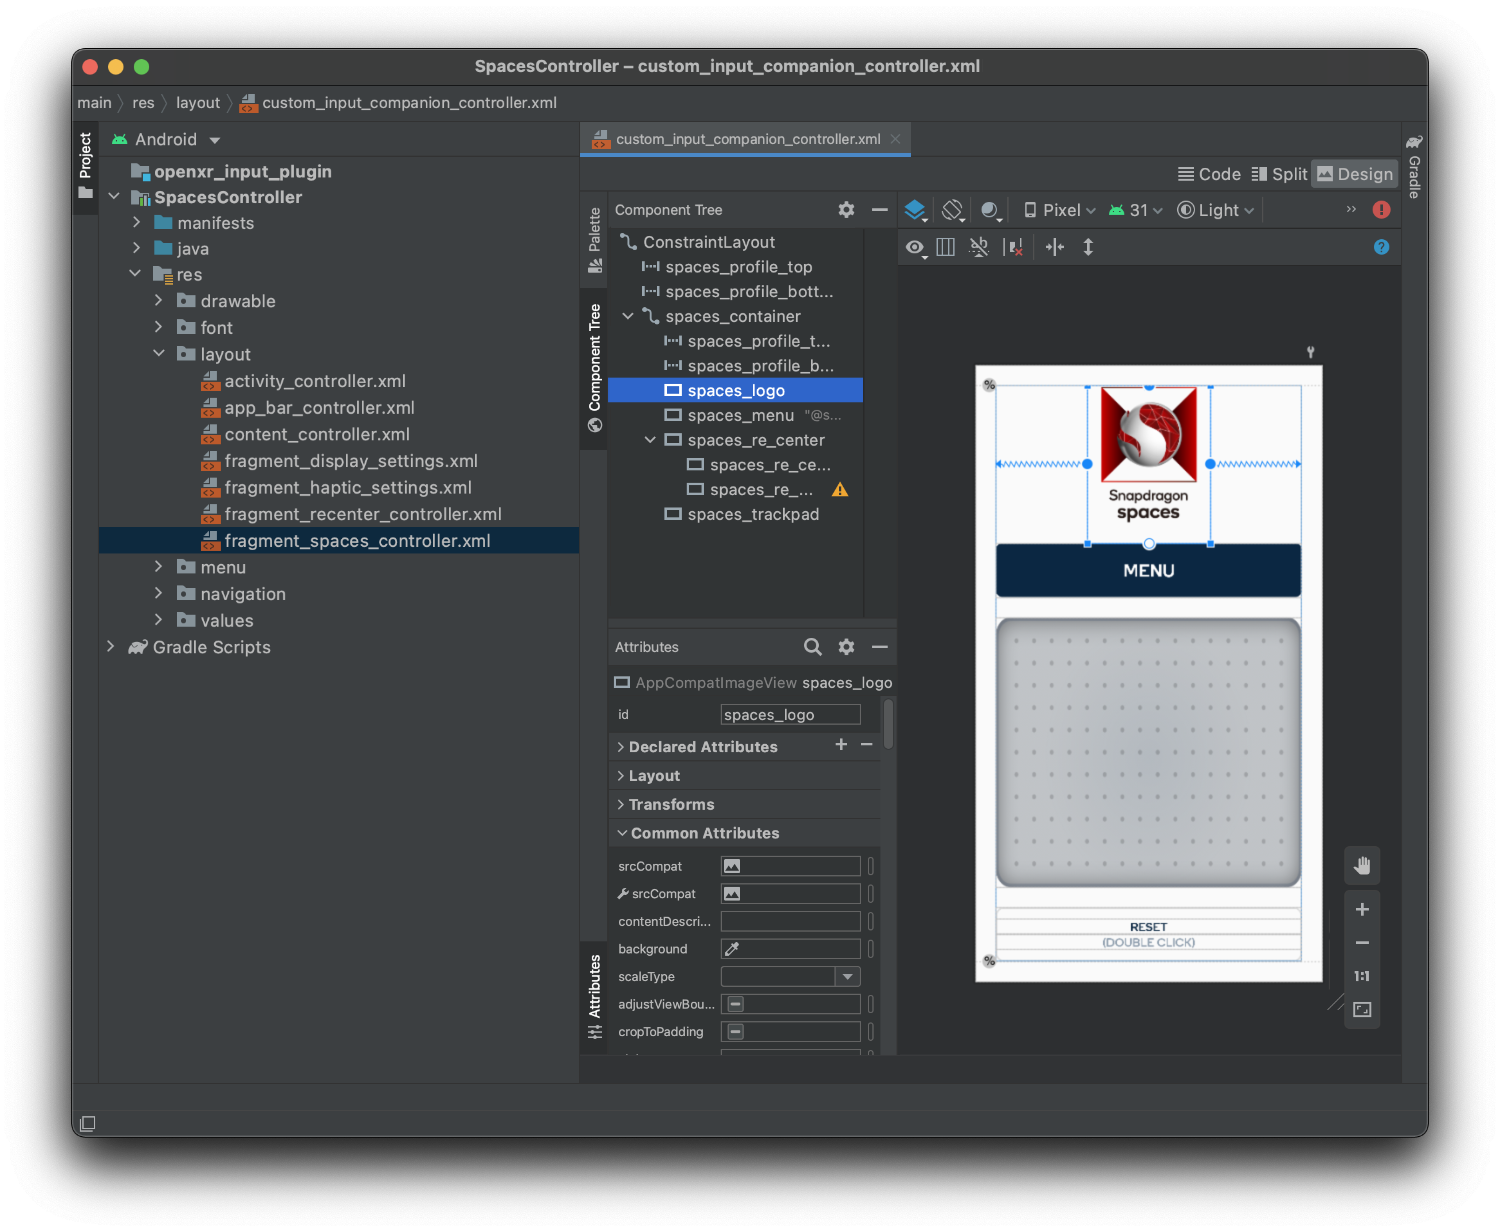 SpacesController – custom_input_companion_controller.xml
main
res
layout
custom_input_companion_controller.xml
Project
Android
openxr_input_plugin
SpacesController
manifests
java
res
drawable
font
layout
activity_controller.xml
app_bar_controller.xml
content_controller.xml
fragment_display_settings.xml
fragment_haptic_settings.xml
fragment_recenter_controller.xml
fragment_spaces_controller.xml
menu
navigation
values
Gradle Scripts
custom_input_companion_controller.xml
Code
Split
Design
Gradle
Palette
Component Tree
Component Tree
ConstraintLayout
spaces_profile_top
spaces_profile_bott...
spaces_container
spaces_profile_t...
spaces_profile_b...
spaces_logo
spaces_menu "@s...
spaces_re_center
spaces_re_ce...
spaces_re_...
spaces_trackpad
Pixel
31
Light
Attributes
Attributes
AppCompatImageView spaces_logo
id
spaces_logo
Declared Attributes
Layout
Transforms
Common Attributes
srcCompat
srcCompat
contentDescri...
background
scaleType
adjustViewBou...
cropToPadding
Snapdragon
spaces
MENU
RESET
(DOUBLE CLICK)
1:1